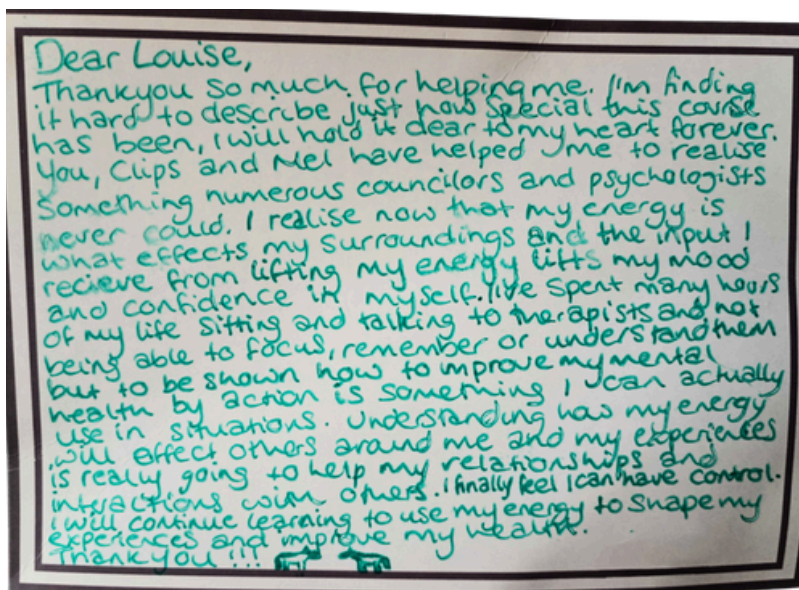 Dear Louise,
Thankyou so much for helping me. I'm finding
it hard to describe just how special this course
has been, I will hold it dear to my heart forever.
You, Clips and Mel have helped me to realise
something numerous councilors and psychologists
never could. I realise now that my energy is
what effects my surroundings and the input I
recieve from lifting my energy lifts my mood
and confidence in myself. I've spent many hours
of my life sitting and talking to therapists and not
being able to focus, remember or understand them
but to be shown how to improve my mental
health by action is something I can actually
use in situations. Understanding how my energy
will effect others around me and my experiences
is really going to help my relationships and
intractions with others. I finally feel I can have control.
I will continue learning to use my energy to shape my
experiences and improve my health.
Thankyou !!!